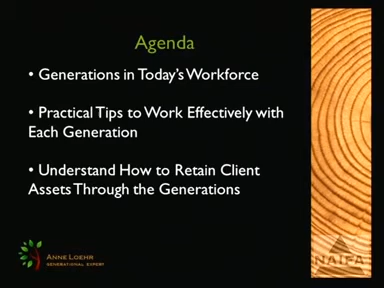 Agenda
• Generations in Today's Workforce
• Practical Tips to Work Effectively with
Each Generation
• Understand How to Retain Client
Assets Through the Generations
ANNE LOEHR
GENERATIONAL EXPERT
NAIFA